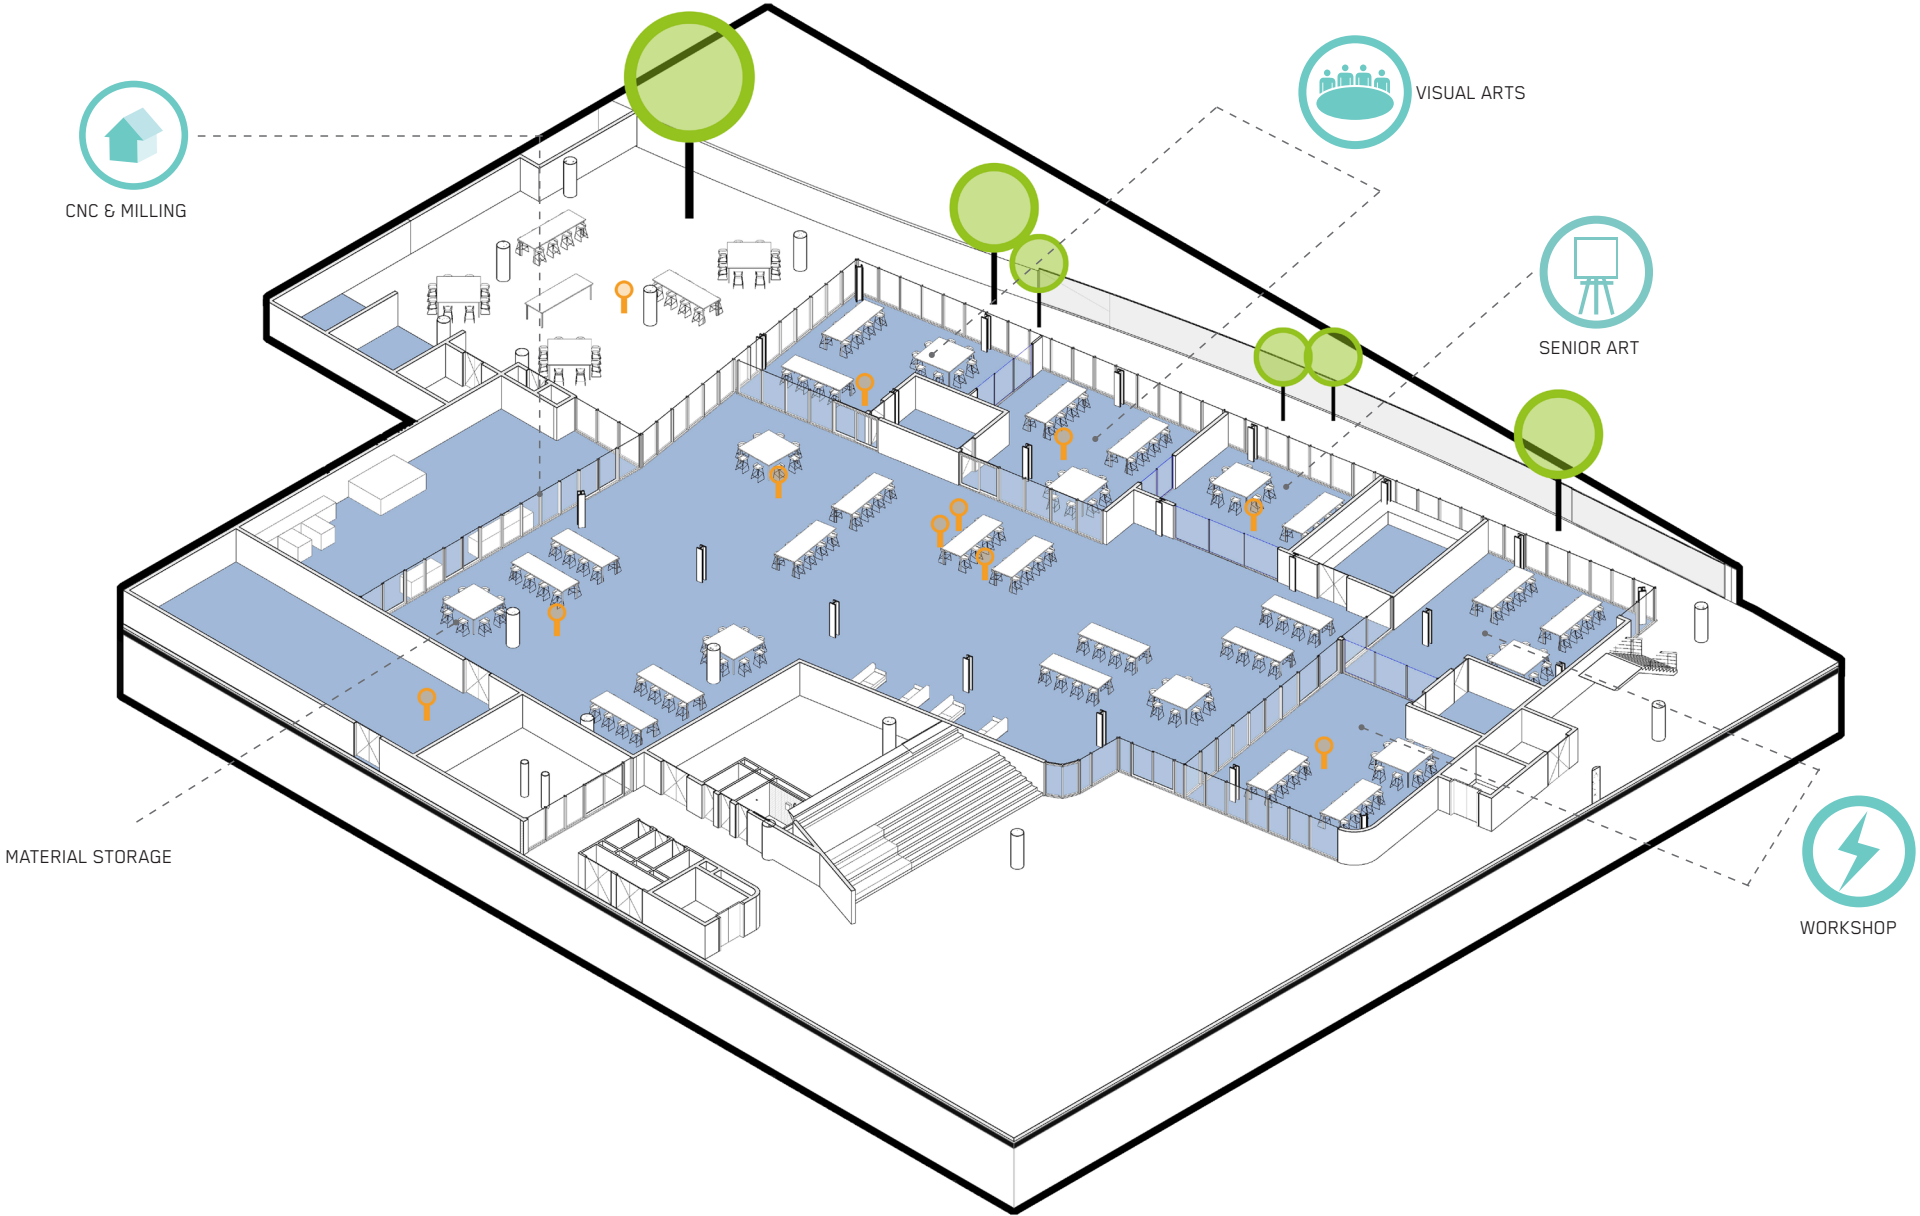 VISUAL ARTS
CNC & MILLING
SENIOR ART
MATERIAL STORAGE
WORKSHOP